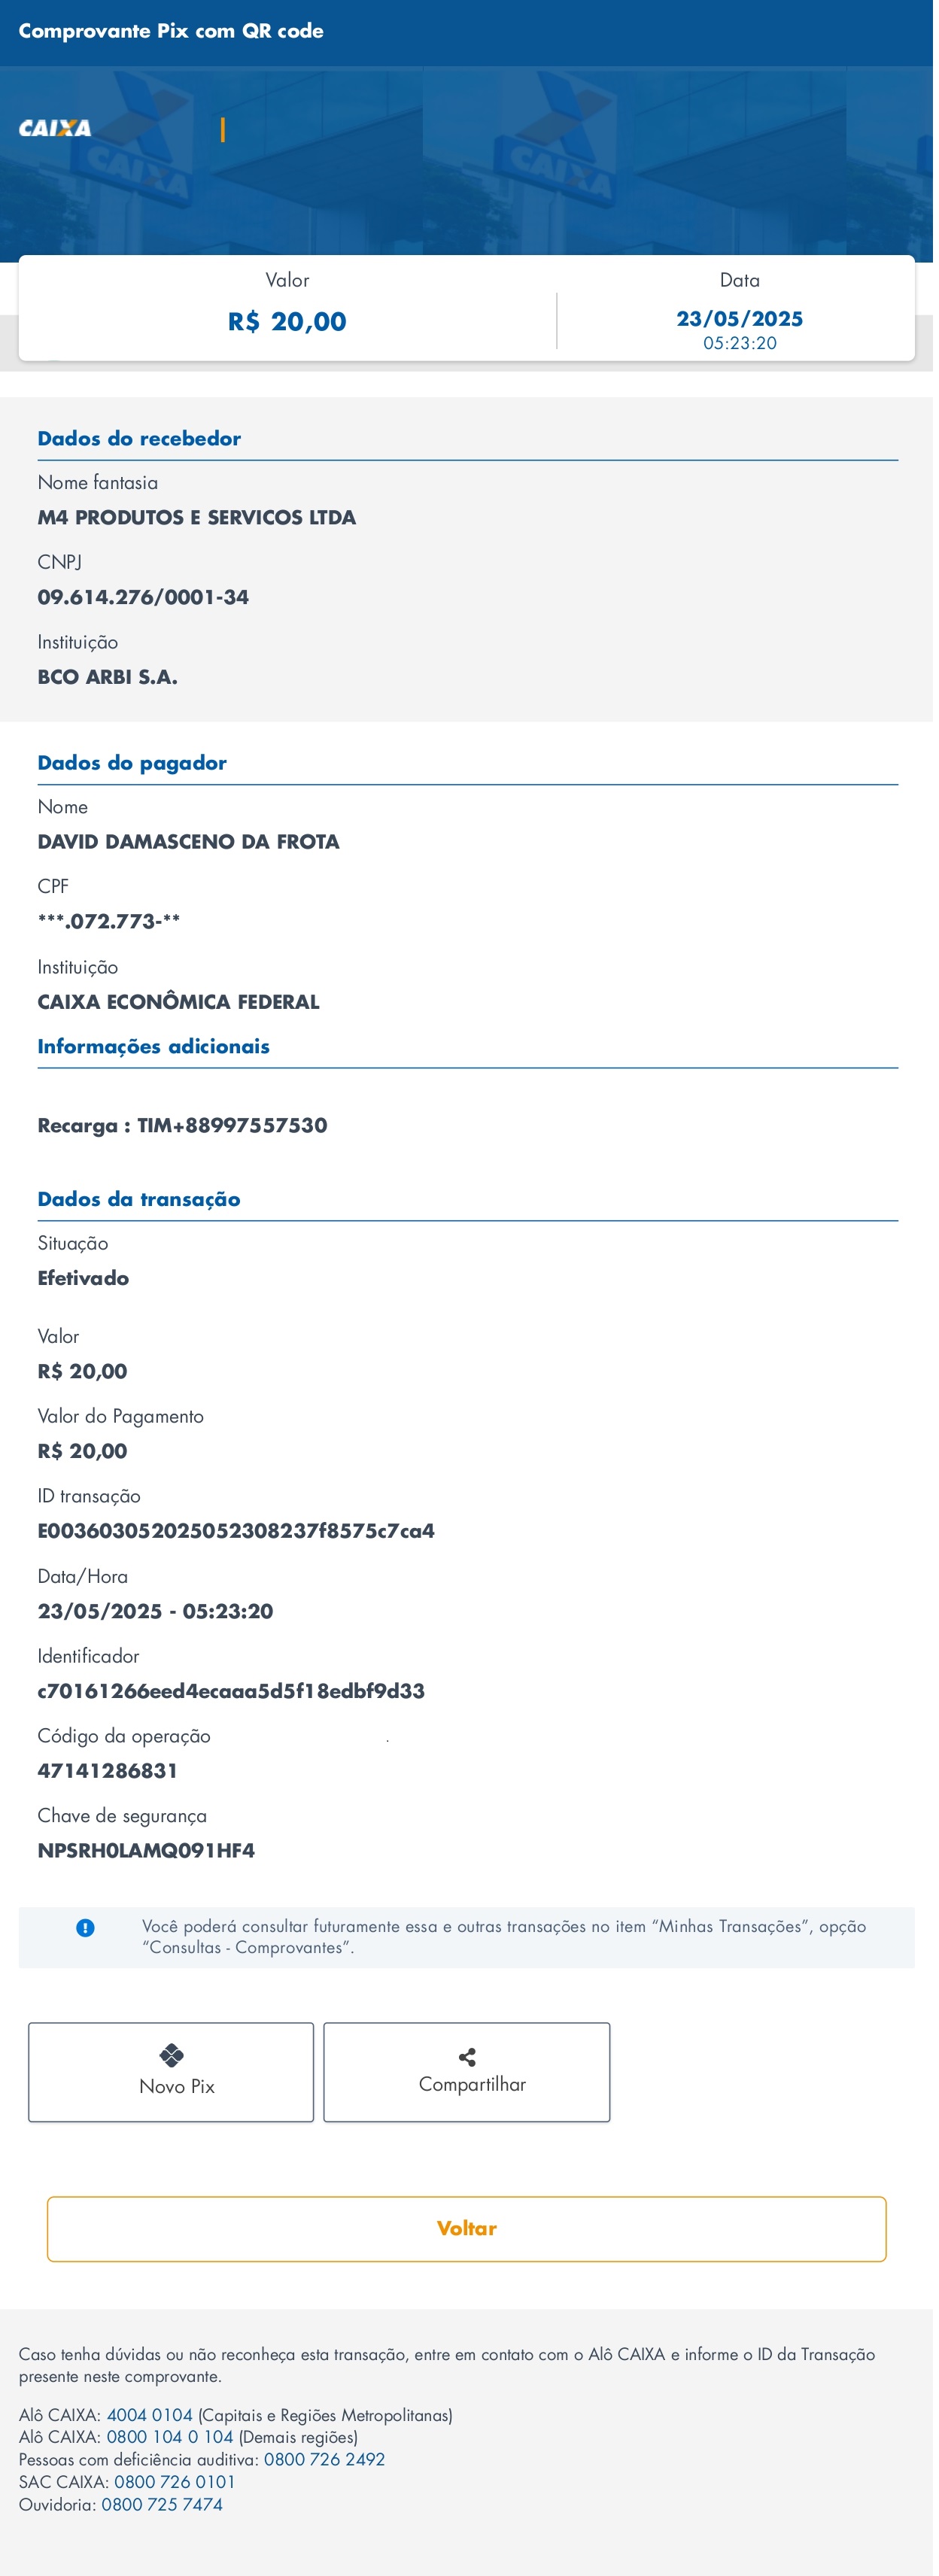 Comprovante Pix com QR code
CAIXA
CAIXA
CAIXA
Valor
R$ 20,00
Data
23/05/2025
05:23:20
Dados do recebedor
Nome fantasia
M4 PRODUTOS E SERVICOS LTDA
CNPJ
09.614.276/0001-34
Instituição
BCO ARBI S.A.
Dados do pagador
Nome
DAVID DAMASCENO DA FROTA
CPF
***.072.773-**
Instituição
CAIXA ECONÔMICA FEDERAL
Informações adicionais
Recarga : TIM+88997557530
Dados da transação
Situação
Efetivado
Valor
R$ 20,00
Valor do Pagamento
R$ 20,00
ID transação
E00360305202505230823​7f8575c7ca4
Data/Hora
23/05/2025 - 05:23:20
Identificador
c70161266eed4ecaaa5d5f18edbf9d33
Código da operação
47141286831
Chave de segurança
NPSRH0LAMQ091HF4
Você poderá consultar futuramente essa e outras transações no item “Minhas Transações”, opção
“Consultas - Comprovantes”.
Novo Pix
Compartilhar
Voltar
Caso tenha dúvidas ou não reconheça esta transação, entre em contato com o Alô CAIXA e informe o ID da Transação
presente neste comprovante.
Alô CAIXA: 4004 0104 (Capitais e Regiões Metropolitanas)
Alô CAIXA: 0800 104 0 104 (Demais regiões)
Pessoas com deficiência auditiva: 0800 726 2492
SAC CAIXA: 0800 726 0101
Ouvidoria: 0800 725 7474